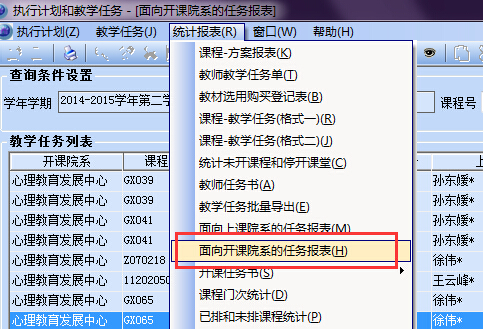 执行计划和教学任务 - [面向开课院系的任务报表]
执行计划(Z) 教学任务(J) 统计报表(R) 窗口(W) 帮助(H)
课程-方案报表(K)
教师教学任务单(T)
教材选用购买登记表(B)
课程-教学任务(格式一)(R)
课程-教学任务(格式二)(J)
统计未开课程和停开课堂(C)
教师任务书(A)
教学任务批量导出(E)
面向上课院系的任务报表(M)
面向开课院系的任务报表(H)
开课任务书(S)
课程门次统计(D)
已排和未排课程统计(P)
查询条件设置
学年学期 2014-2015学年第二学 课程号
教学任务列表
开课院系 课程 上
心理教育发展中心 GX039 孙东媛*
心理教育发展中心 GX039 孙东媛*
心理教育发展中心 GX041 孙东媛*
心理教育发展中心 GX041 孙东媛*
心理教育发展中心 Z070218 徐伟*
心理教育发展中心 11202050 王云峰*
心理教育发展中心 GX065 徐伟*
心理教育发展中心 GX065 徐伟*